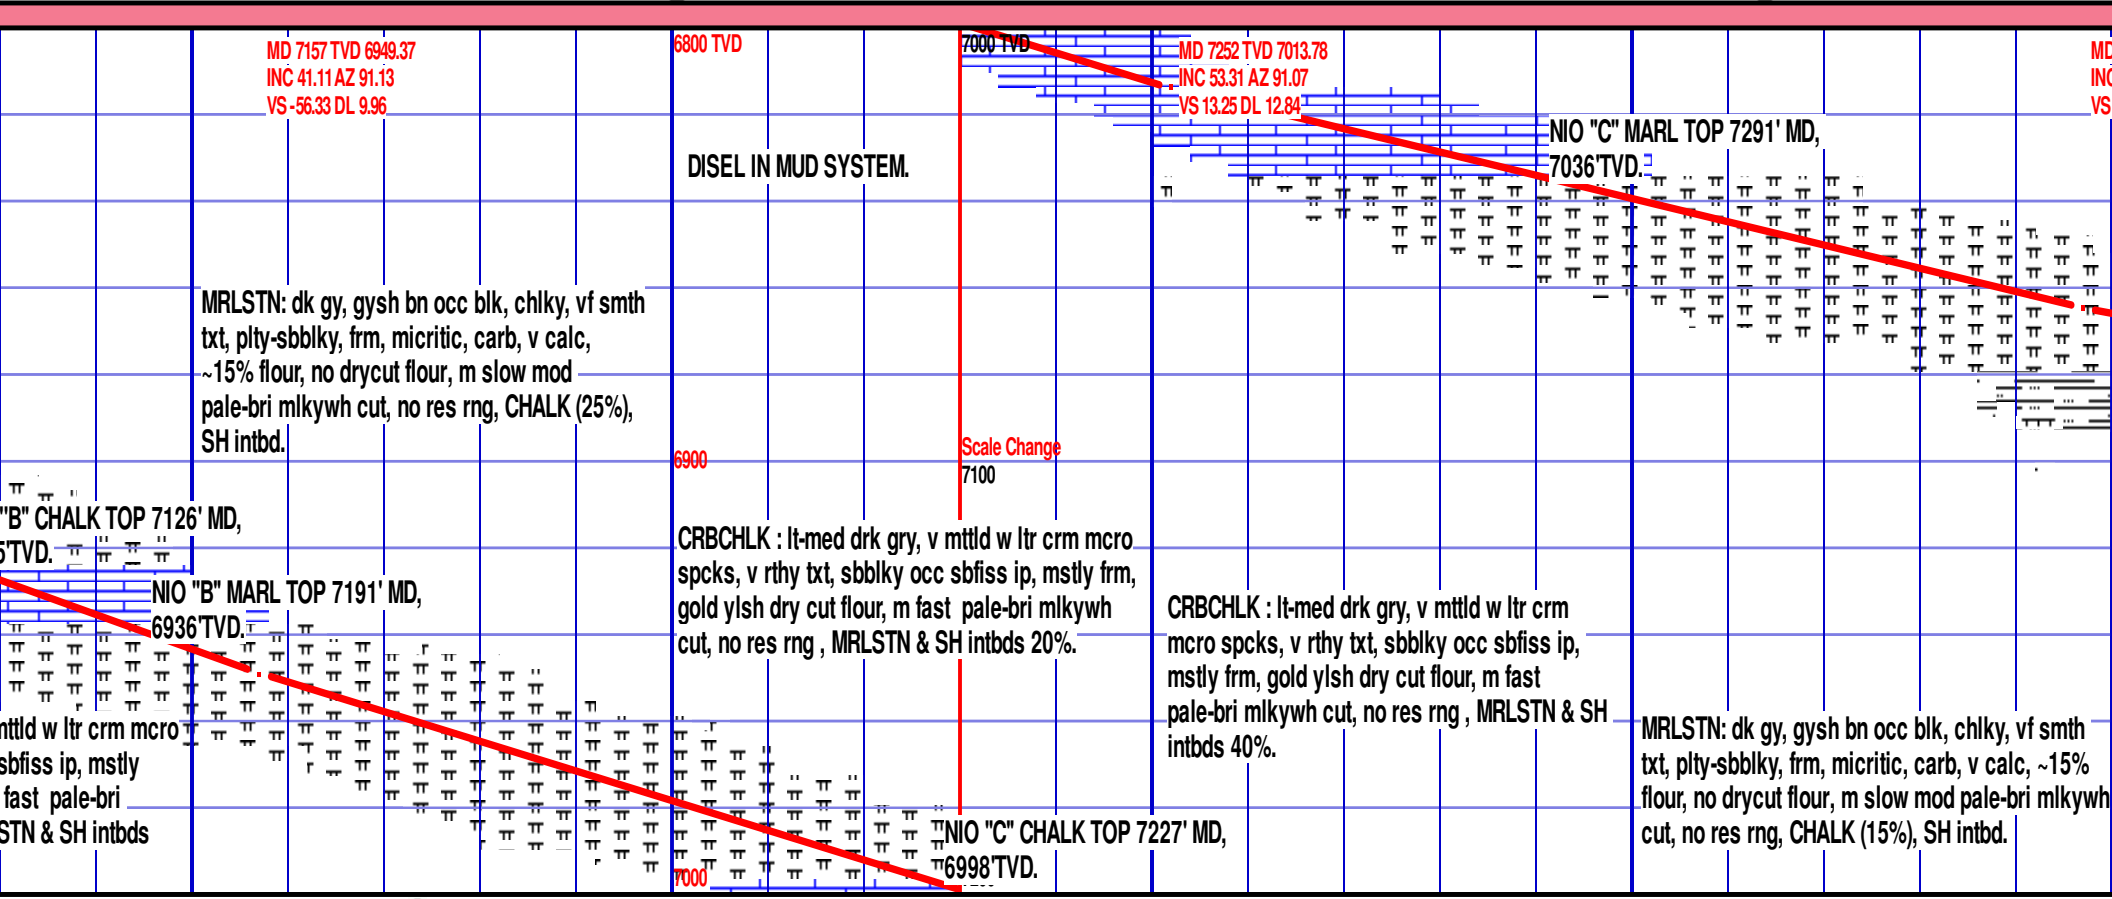 MD 7157 TVD 6949.37
INC 41.11 AZ 91.13
VS -56.33 DL 9.96
6800 TVD
7000 TVD
MD 7252 TVD 7013.78
INC 53.31 AZ 91.07
VS 13.25 DL 12.84
MD
INC
VS
DISEL IN MUD SYSTEM.
NIO "C" MARL TOP 7291' MD,
7036'TVD.
MRLSTN: dk gy, gysh bn occ blk, chlky, vf smth
txt, plty-sbblky, frm, micritic, carb, v calc,
~15% flour, no drycut flour, m slow mod
pale-bri mlkywh cut, no res rng, CHALK (25%),
SH intbd.
6900
Scale Change
7100
"B" CHALK TOP 7126' MD,
5'TVD.
NIO "B" MARL TOP 7191' MD,
6936'TVD.
CRBCHLK : lt-med drk gry, v mttld w ltr crm mcro
spcks, v rthy txt, sbblky occ sbfiss ip, mstly frm,
gold ylsh dry cut flour, m fast pale-bri mlkywh
cut, no res rng , MRLSTN & SH intbds 20%.
CRBCHLK : lt-med drk gry, v mttld w ltr crm
mcro spcks, v rthy txt, sbblky occ sbfiss ip,
mstly frm, gold ylsh dry cut flour, m fast
pale-bri mlkywh cut, no res rng , MRLSTN & SH
intbds 40%.
mttld w ltr crm mcro
sbfiss ip, mstly
fast pale-bri
STN & SH intbds
MRLSTN: dk gy, gysh bn occ blk, chlky, vf smth
txt, plty-sbblky, frm, micritic, carb, v calc, ~15%
flour, no drycut flour, m slow mod pale-bri mlkywh
cut, no res rng, CHALK (15%), SH intbd.
7000
NIO "C" CHALK TOP 7227' MD,
6998'TVD.